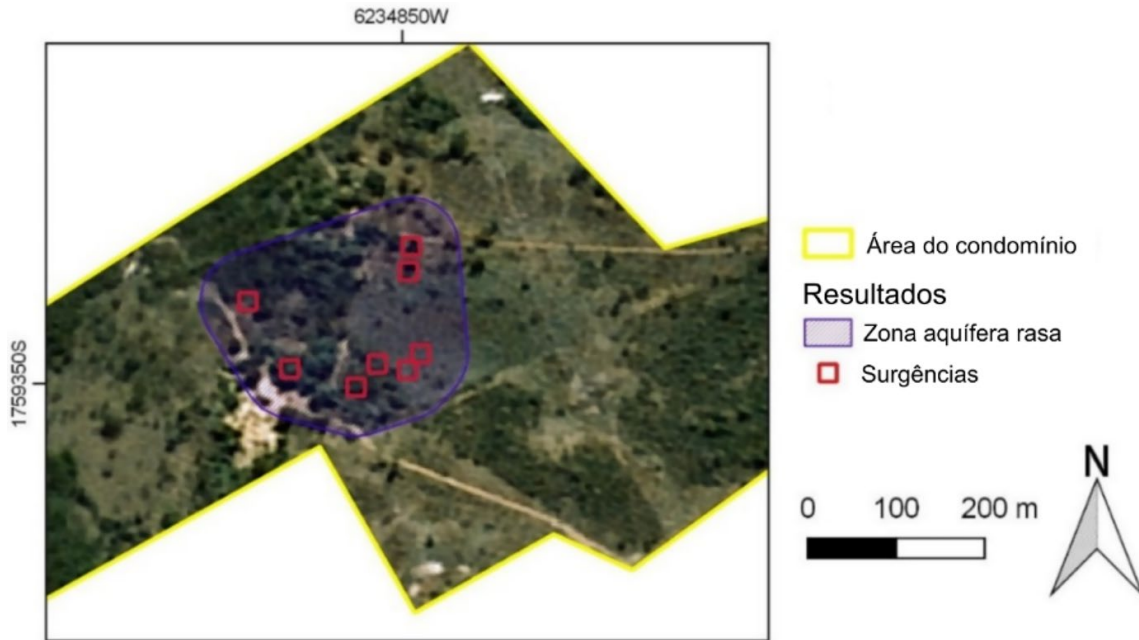 6234850W
1759350S
Área do condomínio
Resultados
Zona aquífera rasa
Surgências
N
0 100 200 m